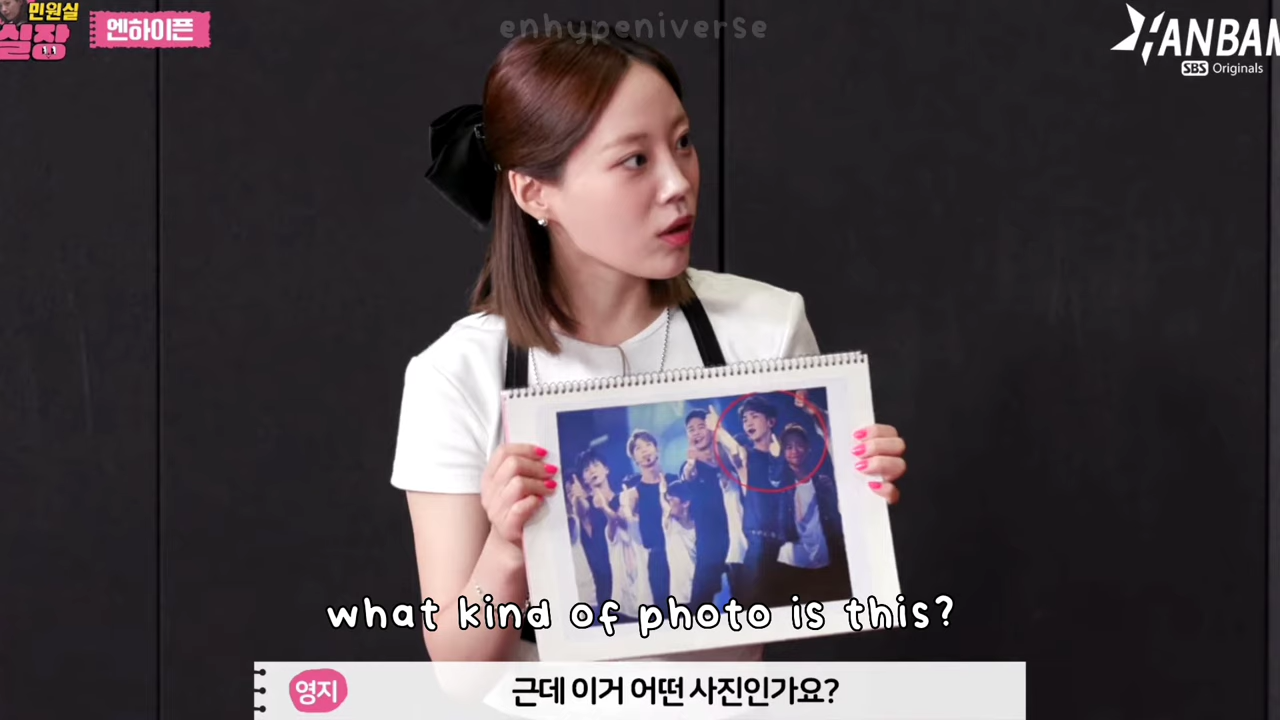 민원실
실장
엔하이픈
enhypeniverse
HANBAM
SBS Originals
what kind of photo is this?
영지
근데 이거 어떤 사진인가요?